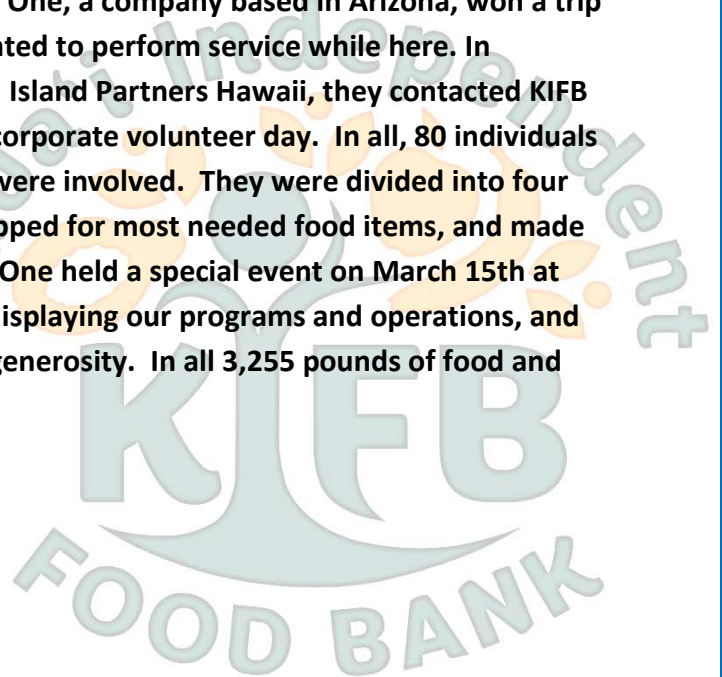 One, a company based in Arizona, won a trip
to perform service while here. In
Island Partners Hawaii, they contacted KIFB
corporate volunteer day. In all, 80 individuals
were involved. They were divided into four
for most needed food items, and made
One held a special event on March 15th at
displaying our programs and operations, and
generosity. In all 3,255 pounds of food and
Independent
KIFB
FOOD BANK